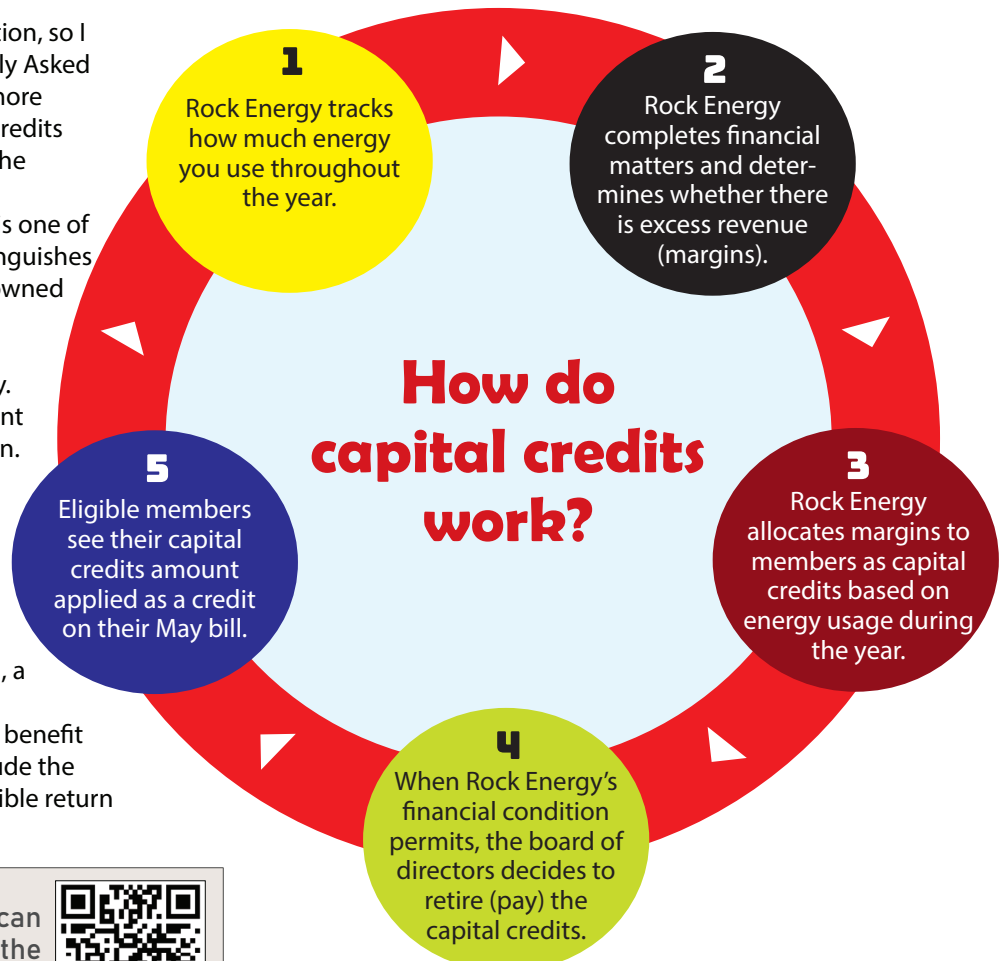 tion, so I
ly Asked
nore
redits
he
s one of
nguishes
owned
y.
nt
n.
, a
benefit
ude the
ible return
can
the
How do
capital credits
work?
1
Rock Energy tracks
how much energy
you use throughout
the year.
2
Rock Energy
completes financial
matters and deter-
mines whether there
is excess revenue
(margins).
3
Rock Energy
allocates margins to
members as capital
credits based on
energy usage during
the year.
4
When Rock Energy's
financial condition
permits, the board of
directors decides to
retire (pay) the
capital credits.
5
Eligible members
see their capital
credits amount
applied as a credit
on their May bill.